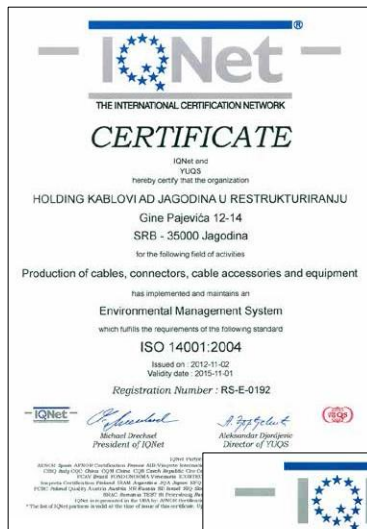 IQNet
THE INTERNATIONAL CERTIFICATION NETWORK
CERTIFICATE
IQNet and
YUQS
hereby certify that the organization
HOLDING KABLOVI AD JAGODINA U RESTRUKTURIRANJU
Gine Pajevića 12-14
SRB - 35000 Jagodina
for the following field of activities
Production of cables, connectors, cable accessories and equipment
has implemented and maintains an
Environmental Management System
which fulfills the requirements of the following standard
ISO 14001:2004
Issued on : 2012-11-02
Validity date : 2015-11-01
Registration Number : RS-E-0192
IQNet
Michael Drechsel
President of IQNet
Aleksandar Djonljenic
Director of YUQS